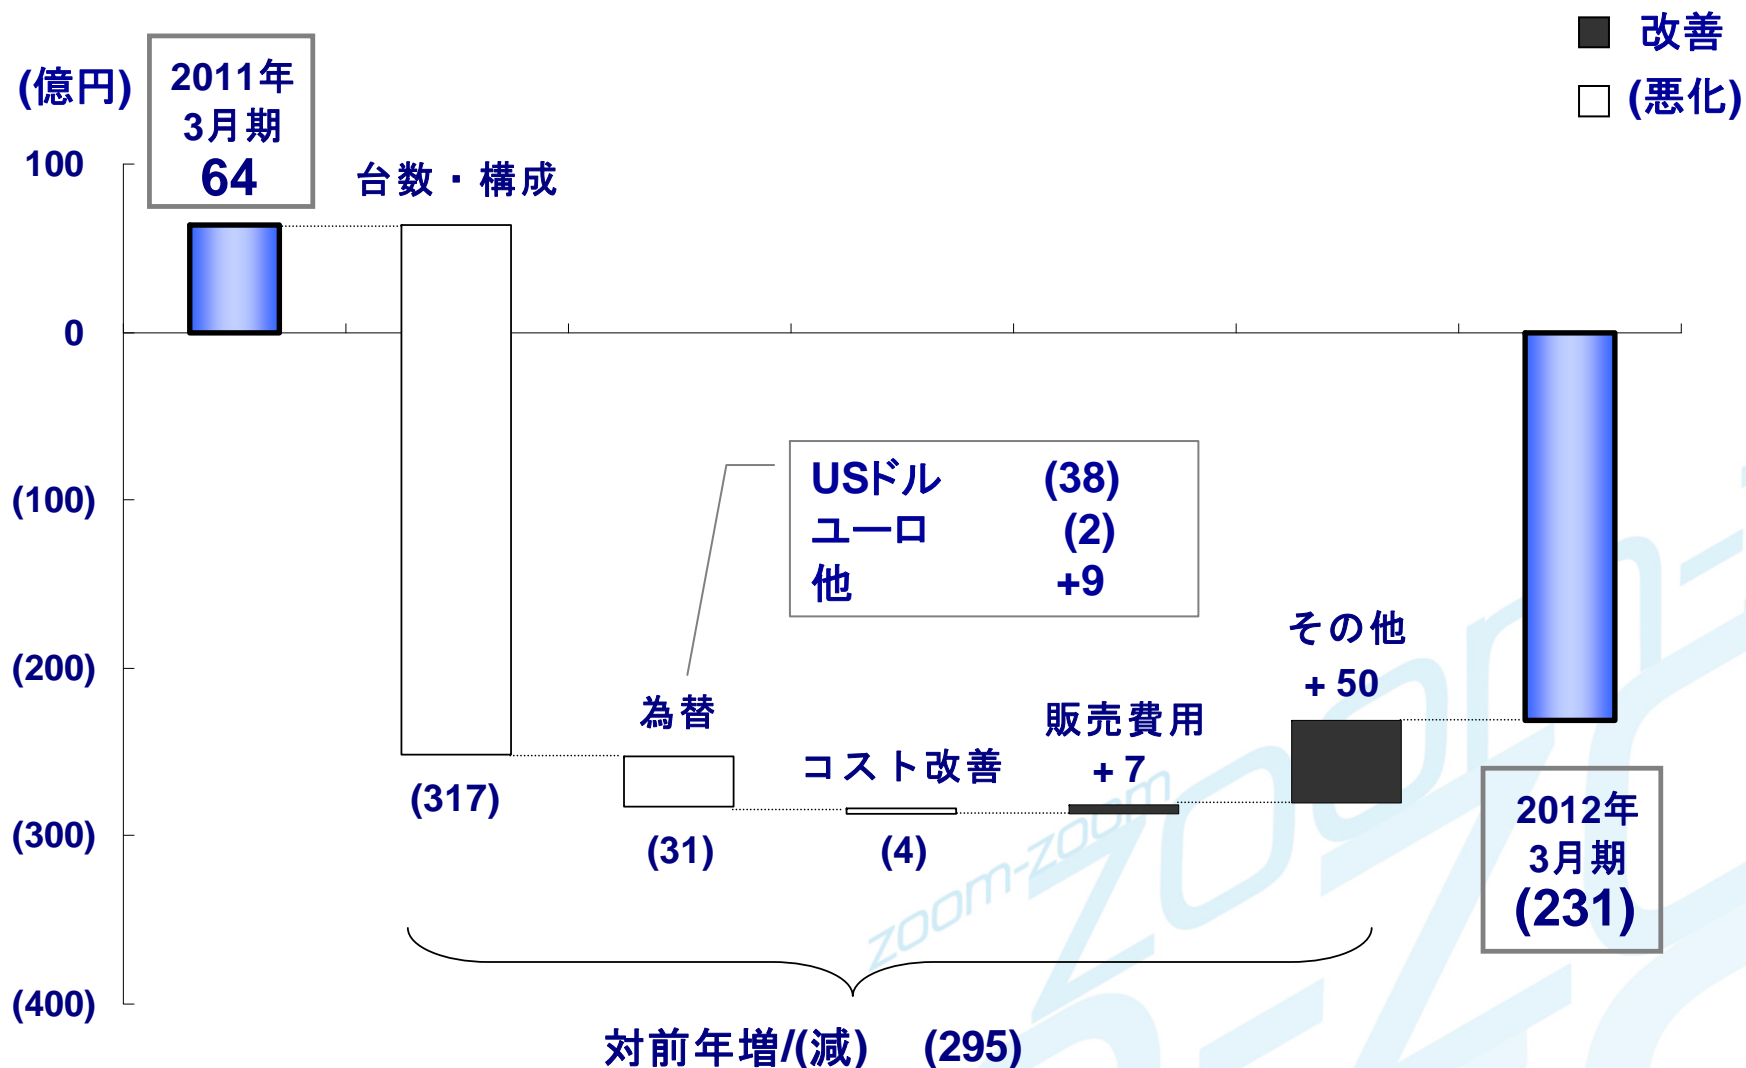 改善
(悪化)
(億円)
2011年
3月期
64
台数・構成
100
0
(100)
(200)
(300)
(400)
USドル (38)
ユーロ (2)
他 +9
為替
コスト改善
販売費用
+ 7
その他
+ 50
(317)
(31)
(4)
2012年
3月期
(231)
対前年増/(減) (295)
zoom-zoom